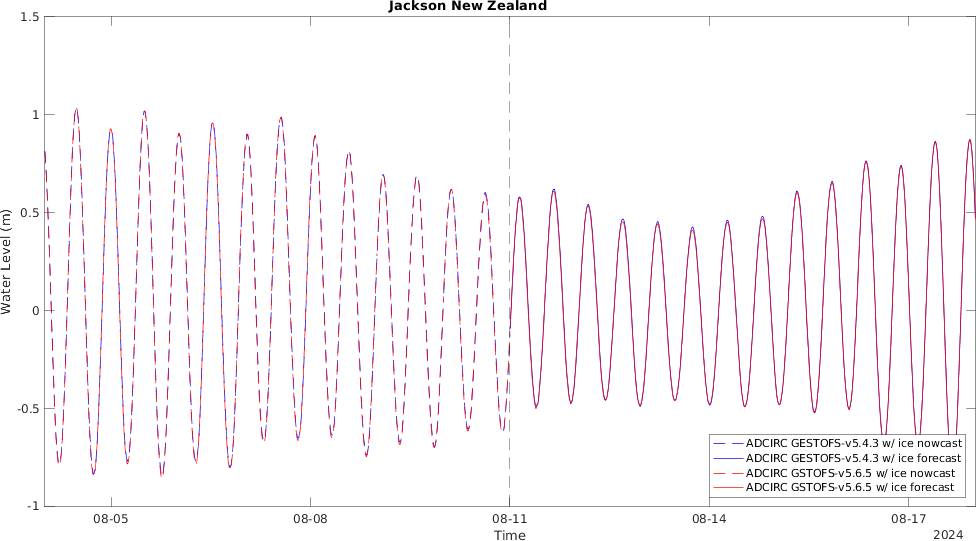 Jackson New Zealand
1.5
1
0.5
0
-0.5
-1
Water Level (m)
ADCIRC GESTOFS-v5.4.3 w/ ice nowcast
ADCIRC GESTOFS-v5.4.3 w/ ice forecast
ADCIRC GSTOFS-v5.6.5 w/ ice nowcast
ADCIRC GSTOFS-v5.6.5 w/ ice forecast
08-05 08-08 08-11 08-14 08-17
Time
2024